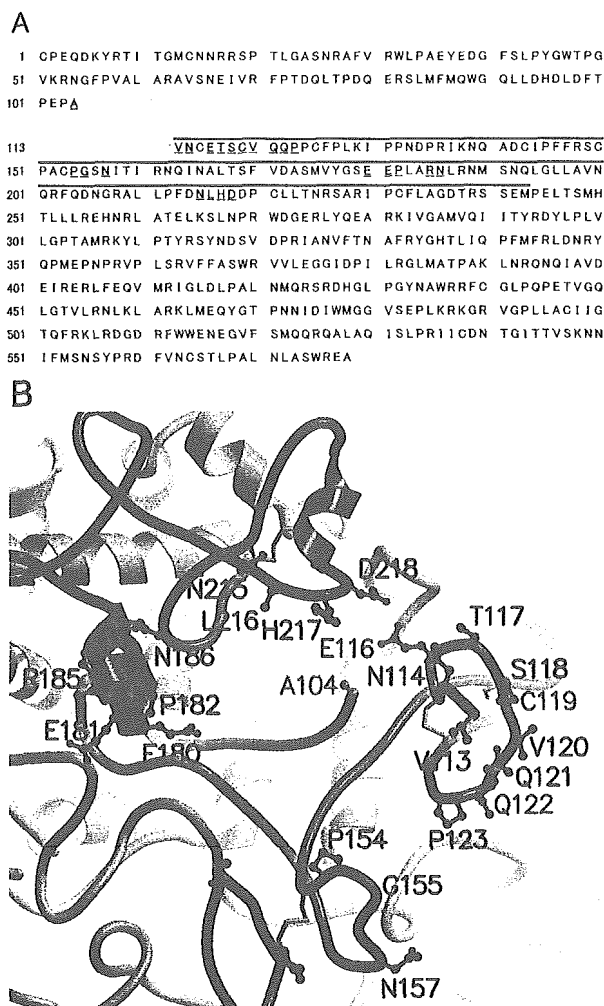 A
1 CPEQDKYRTI TGMCNNRRSP TLGASNRAFV RWLPAEYEDG FSLPYGWTPG
51 VKRNGFPVAL ARAVSNEIVR FPTDQLTPDQ ERSLMFMQWG QLLDHDLDFT
101 PEPA
113 VNCETSCV QQPPCFPLKI PPNDPRIKNQ ADCIPFFRSC
151 PACPGSNITI RNQINALTSF VDASMVYGSE EPLARNLRNM SNQLGLLAVN
201 QRFQDNGRAL LPFDNLHDDP CLLTNRSARI PCFLAGDTRS SEMPELTSMH
251 TLLLREHNRL ATELKSLNPR WDGERLYQEA RKIVGAMVQI ITYRDYLPLV
301 LGPTAMRKYL PTYRSYNDSV DPRIANVFTN AFRYGHTLIQ PFMFRLDNRY
351 QPMEPNPRVP LSRVFFASWR VVLEGGIDPI LRGLMATPAK LNRQNQIAVD
401 EIRERLFEQV MRIGLDLPAL NMQRSRDHGL PGYNAWRRFC GLPQPETVGQ
451 LGTVLRNLKL ARKLMEQYGT PNNIDIWMGG VSEPLKRKGR VGPLLACIIG
501 TQFRKLRDGD RFWWENEGVF SMQQRQALAQ ISLPRIICDN TGITTVSKNN
551 IFMSNSYPRD FVNCSTLPAL NLASWREA
B
D218
N215
L216
H217
T117
E116
N186
S118
N114
R185
A104
C119
P182
E181
V120
V113
E180
Q121
Q122
P154
P123
G155
N157